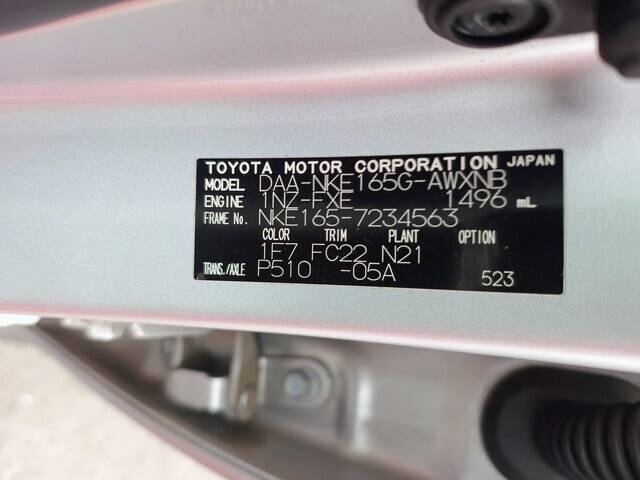 TOYOTA MOTOR CORPORATION JAPAN
MODEL DAA-NKE165G-AWXNB
ENGINE 1NZ-FXE 1496 mL
FRAME No. NKE165-7234563
COLOR TRIM PLANT OPTION
1F7 FC22 N21
TRANS./AXLE P510 -05A 523